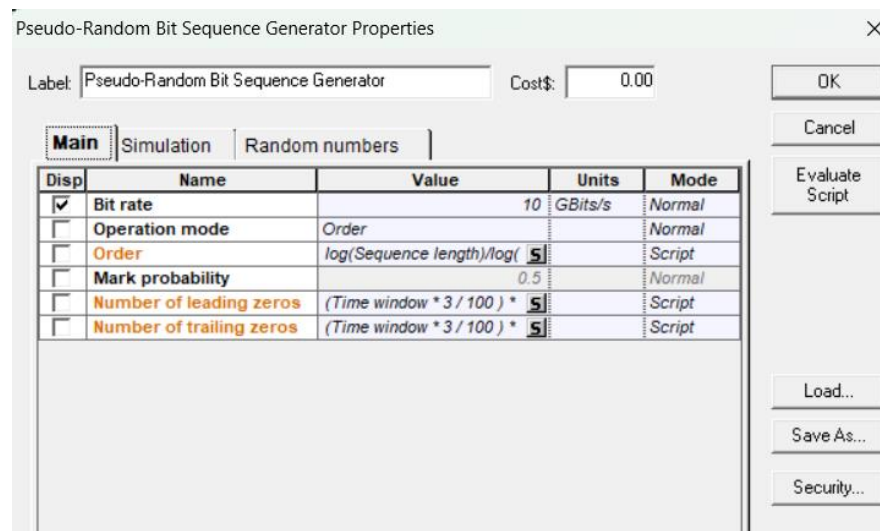 Pseudo-Random Bit Sequence Generator Properties
Label: Pseudo-Random Bit Sequence Generator Cost$: 0.00
OK
Cancel
Evaluate
Script
Load...
Save As...
Security...
Main Simulation Random numbers
Disp Name Value Units Mode
Bit rate 10 GBits/s Normal
Operation mode Order Normal
Order log(Sequence length)/log( S Script
Mark probability 0.5 Normal
Number of leading zeros (Time window * 3 / 100 ) * S Script
Number of trailing zeros (Time window * 3 / 100 ) * S Script